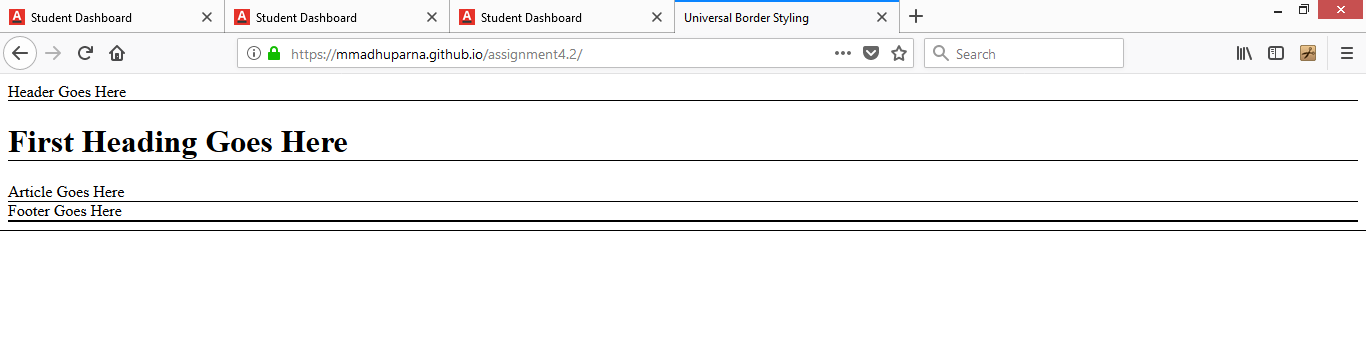 Student Dashboard
Student Dashboard
Student Dashboard
Universal Border Styling
https://mmadhuparna.github.io/assignment4.2/
Search
Header Goes Here
First Heading Goes Here
Article Goes Here
Footer Goes Here